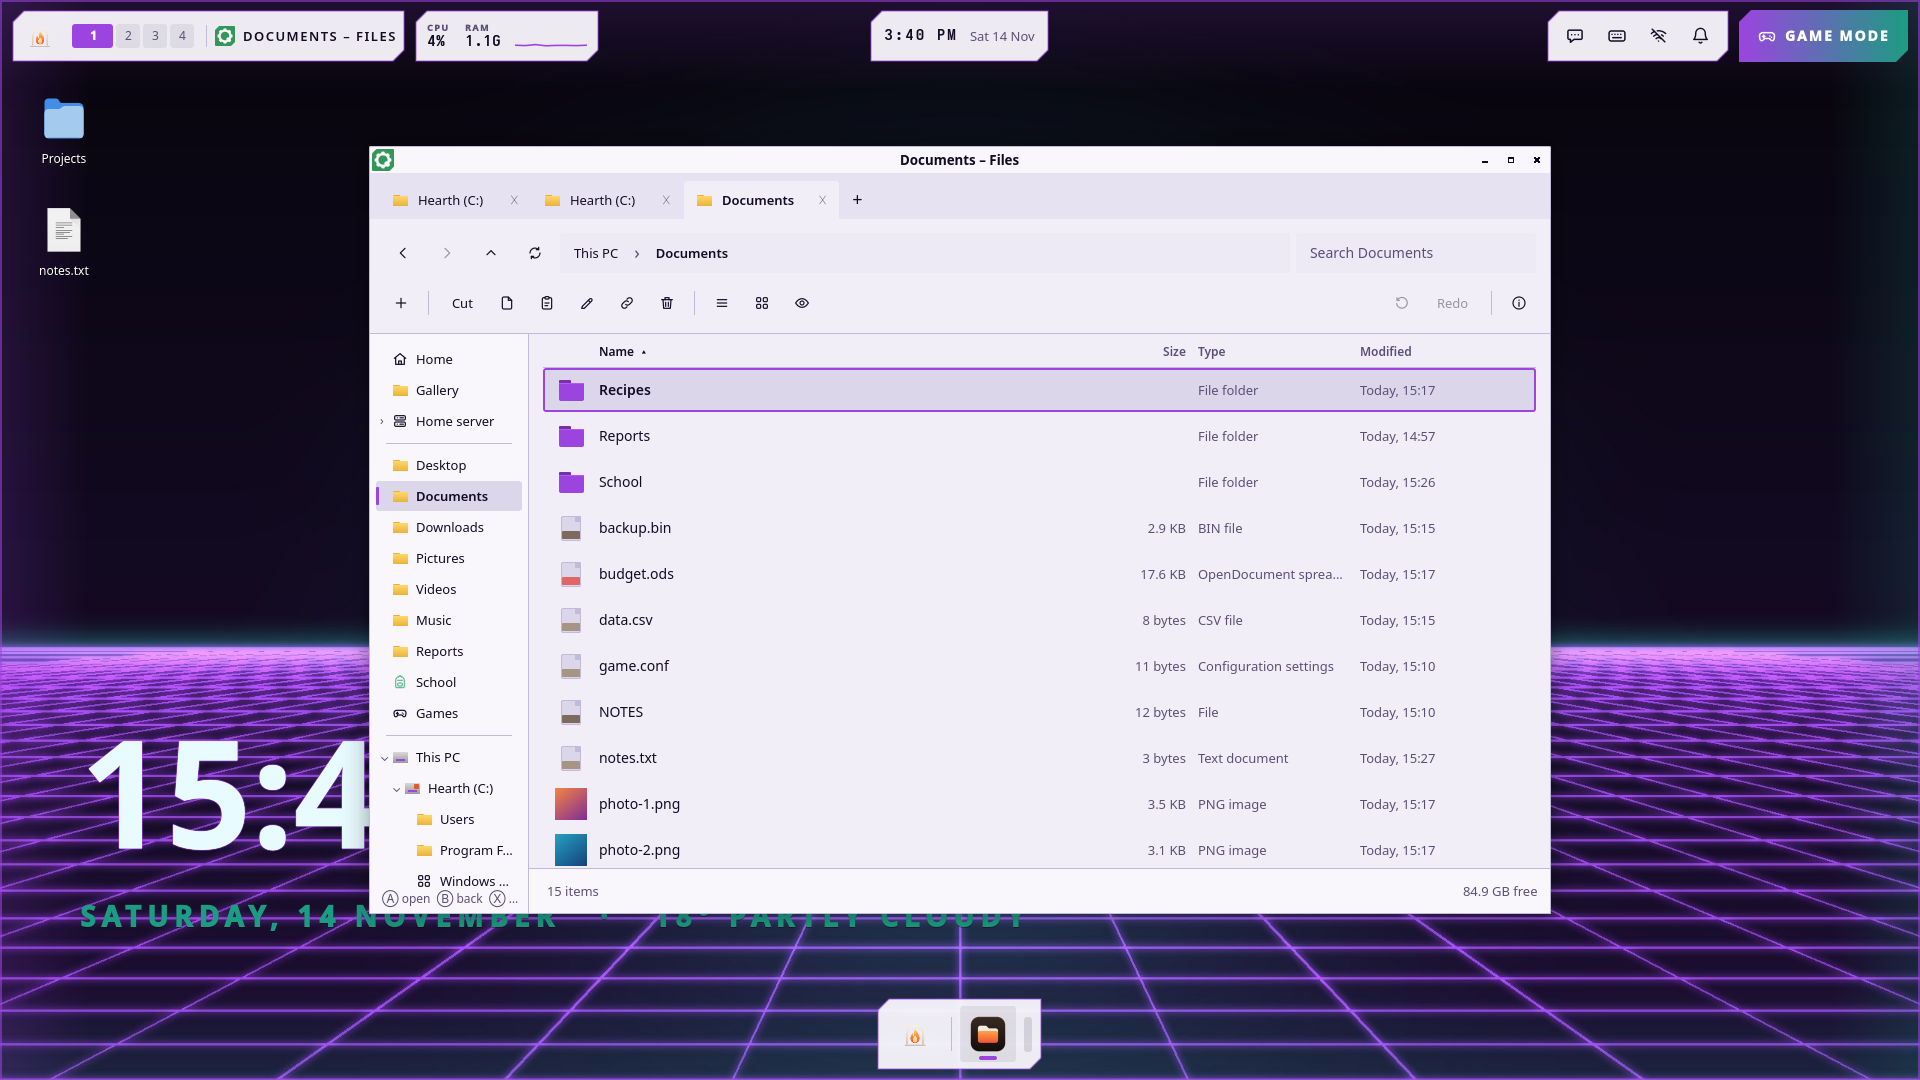 1 2 3 4 DOCUMENTS – FILES
CPU RAM
4% 1.1G
3:40 PM Sat 14 Nov
GAME MODE
Projects
notes.txt
Documents – Files
Hearth (C:) Hearth (C:) Documents
This PC › Documents
Search Documents
Cut
Redo
Home
Gallery
Home server
Desktop
Documents
Downloads
Pictures
Videos
Music
Reports
School
Games
This PC
Hearth (C:)
Users
Program F...
Windows ...
A open B back X ...
Name Size Type Modified
Recipes File folder Today, 15:17
Reports File folder Today, 14:57
School File folder Today, 15:26
backup.bin 2.9 KB BIN file Today, 15:15
budget.ods 17.6 KB OpenDocument sprea... Today, 15:17
data.csv 8 bytes CSV file Today, 15:15
game.conf 11 bytes Configuration settings Today, 15:10
NOTES 12 bytes File Today, 15:10
notes.txt 3 bytes Text document Today, 15:27
photo-1.png 3.5 KB PNG image Today, 15:17
photo-2.png 3.1 KB PNG image Today, 15:17
15 items 84.9 GB free
15:4
SATURDAY, 14 NOVEMBER · 18° PARTLY CLOUDY